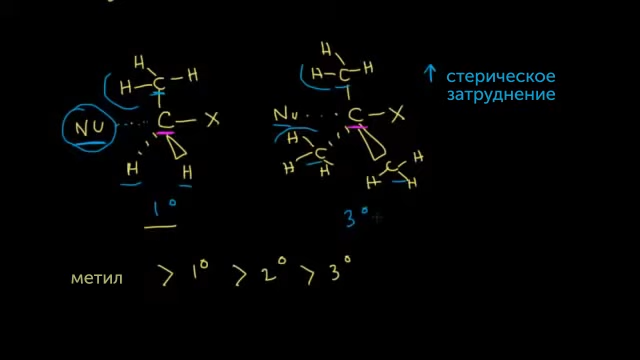 H
H C H
Nu C X
H H
1°
H
H C H
Nu C X
H
H C
H H
C H
H H
3°
↑ стерическое
затруднение
метил > 1° > 2° > 3°